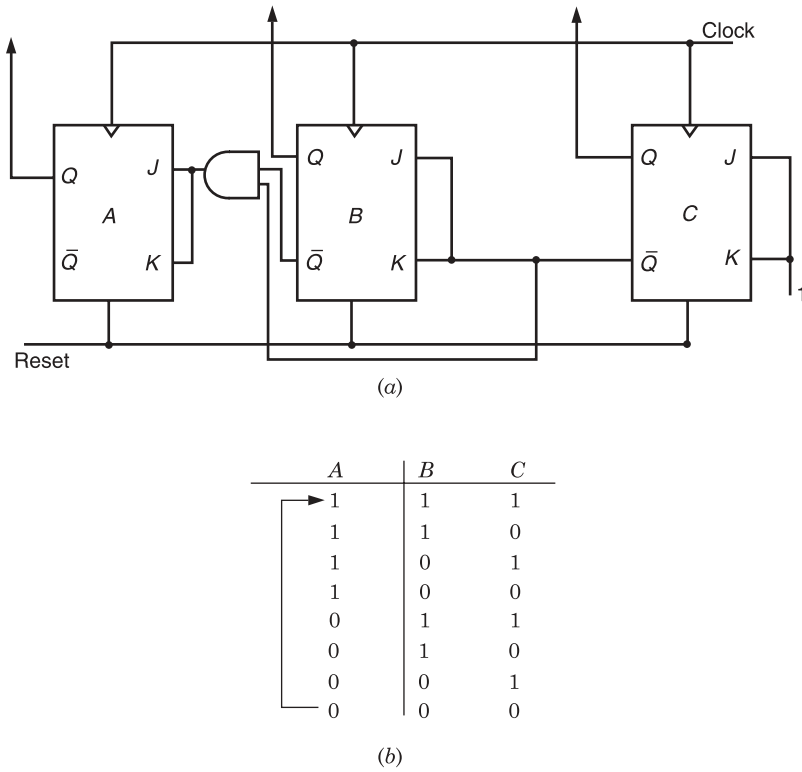 Clock
Q J Q J Q J
A B C
Q̅ K Q̅ K Q̅ K
1
Reset
(a)
A B C
1 1 1
1 1 0
1 0 1
1 0 0
0 1 1
0 1 0
0 0 1
0 0 0
(b)